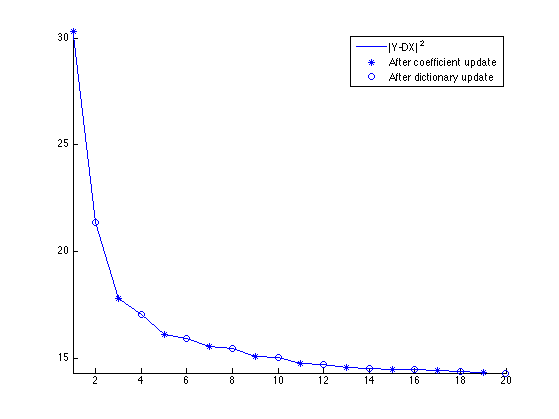 30
25
20
15
2 4 6 8 10 12 14 16 18 20
|Y-DX|²
After coefficient update
After dictionary update